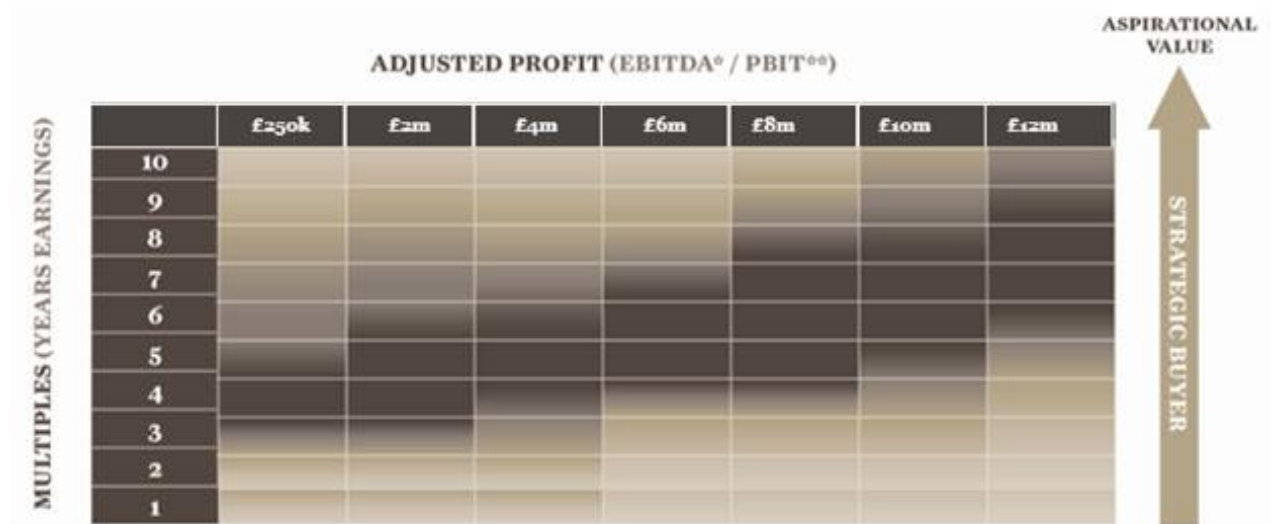 ASPIRATIONAL
VALUE
ADJUSTED PROFIT (EBITDA* / PBIT**)
£250k £2m £4m £6m £8m £10m £12m
MULTIPLES (YEARS EARNINGS)
10
9
8
7
6
5
4
3
2
1
STRATEGIC BUYER